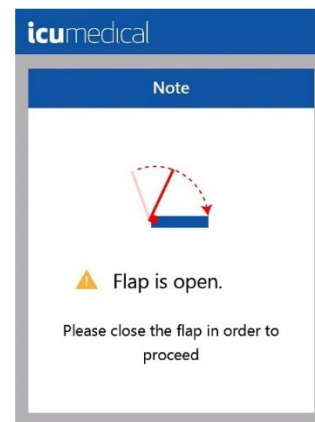 icumedical
Note
Flap is open.
Please close the flap in order to
proceed